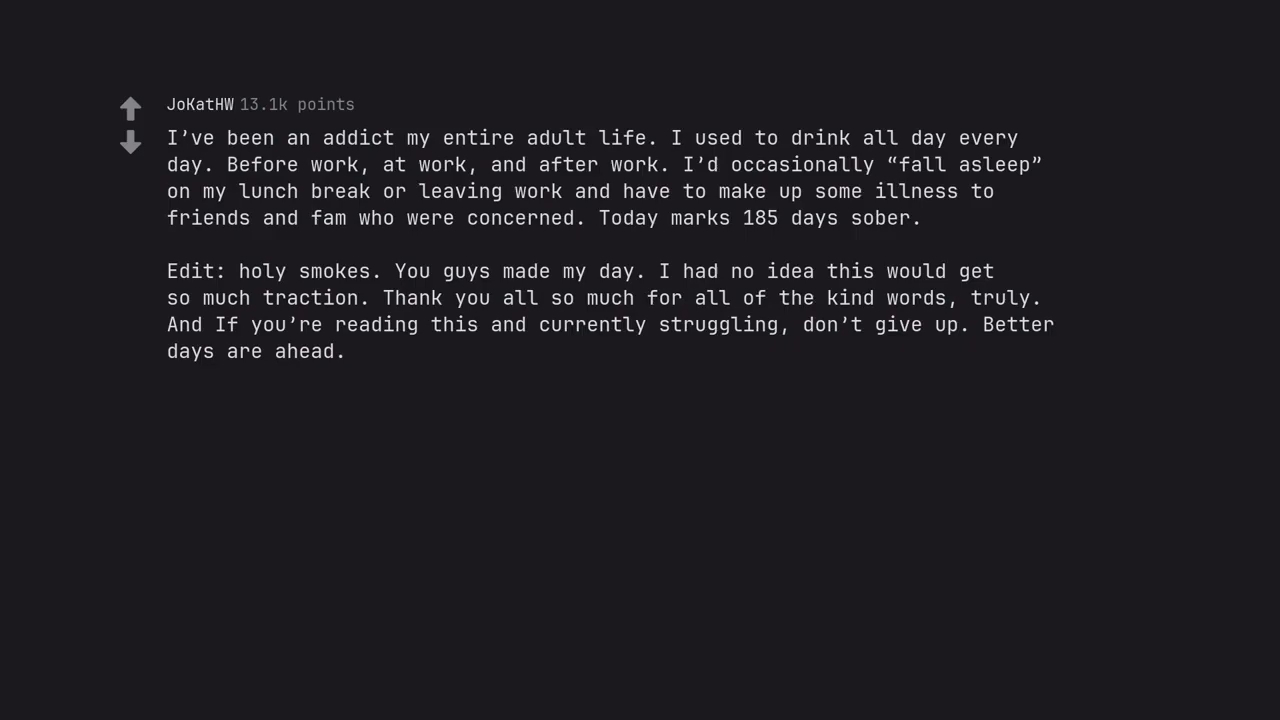 JoKatHW 13.1k points
I’ve been an addict my entire adult life. I used to drink all day every
day. Before work, at work, and after work. I’d occasionally “fall asleep”
on my lunch break or leaving work and have to make up some illness to
friends and fam who were concerned. Today marks 185 days sober.
Edit: holy smokes. You guys made my day. I had no idea this would get
so much traction. Thank you all so much for all of the kind words, truly.
And If you’re reading this and currently struggling, don’t give up. Better
days are ahead.